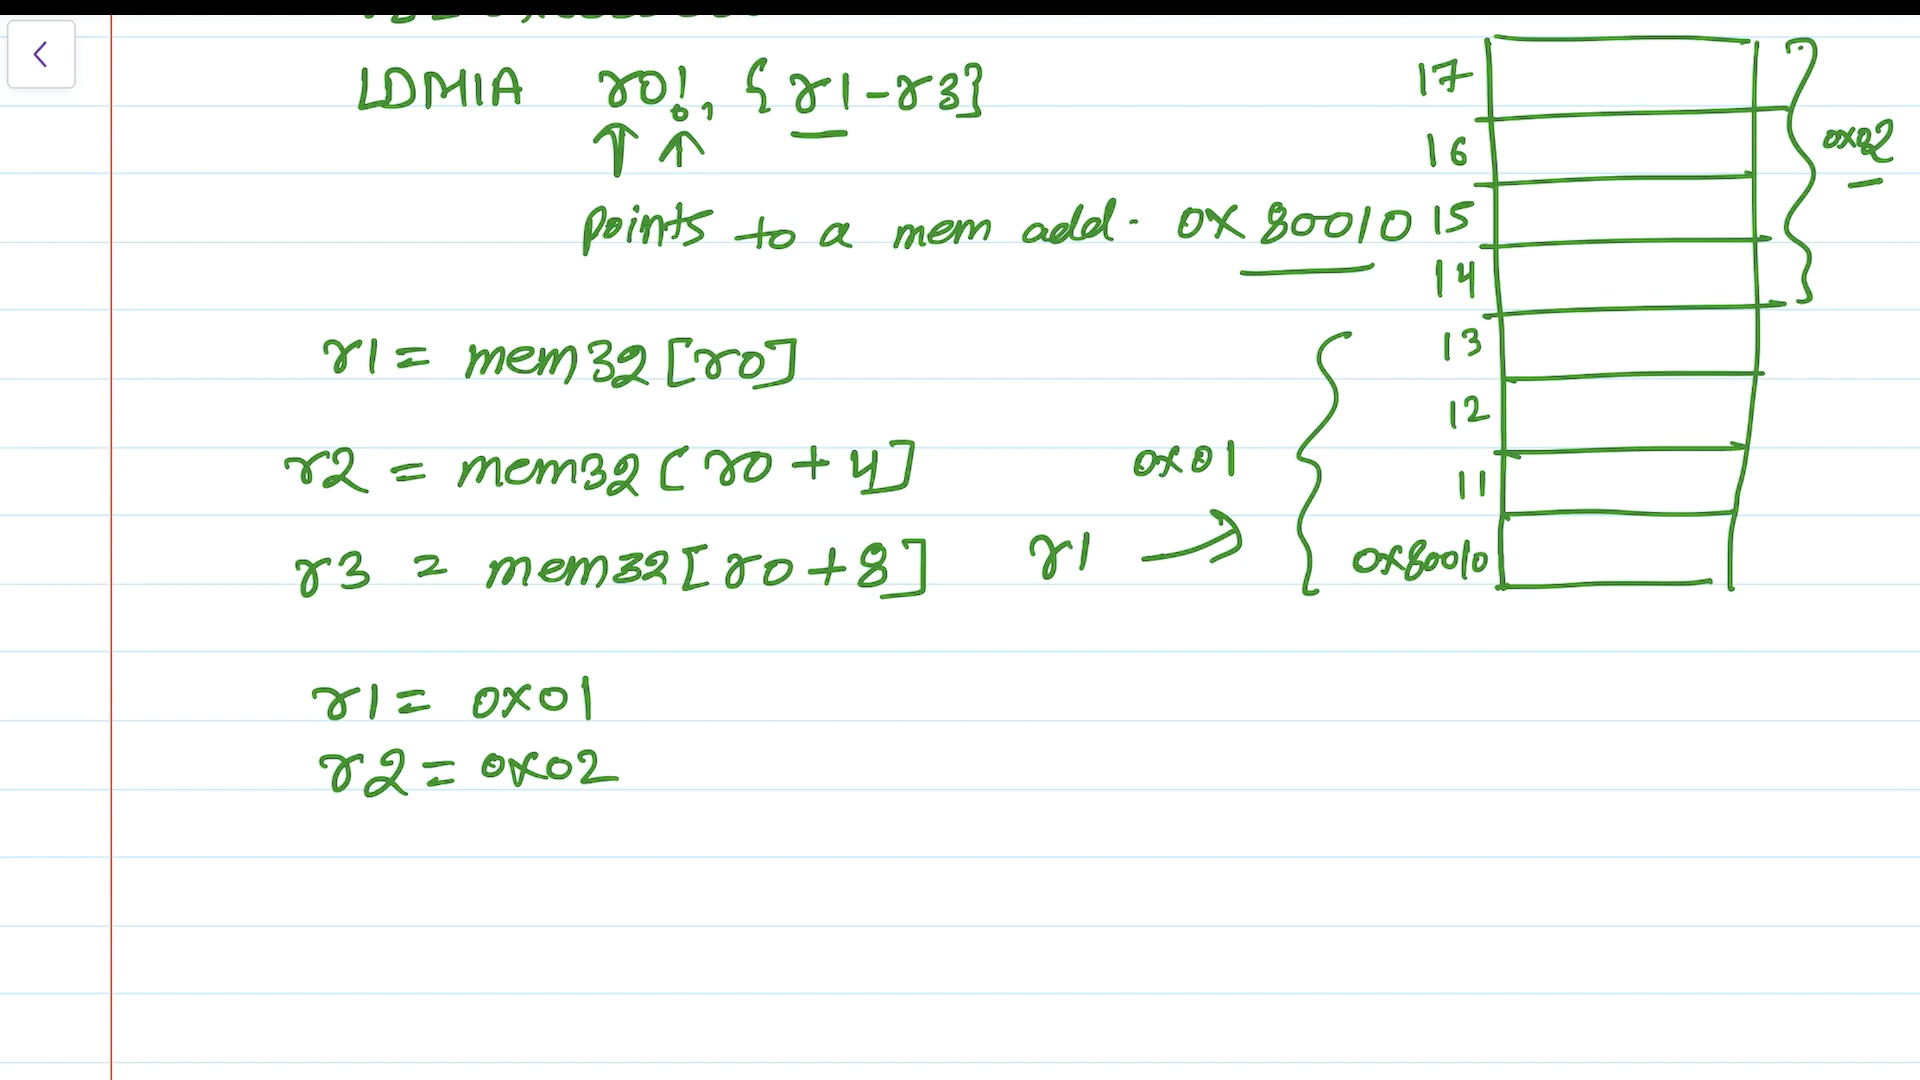 LDMIA r0!, {r1-r3}
points to a mem add. 0x80010
r1 = mem32[r0]
r2 = mem32[r0+4]
r3 = mem32[r0+8]
r1 = 0x01
r2 = 0x02
0x01
r1
17
16
15
14
13
12
11
0x80010
0x02